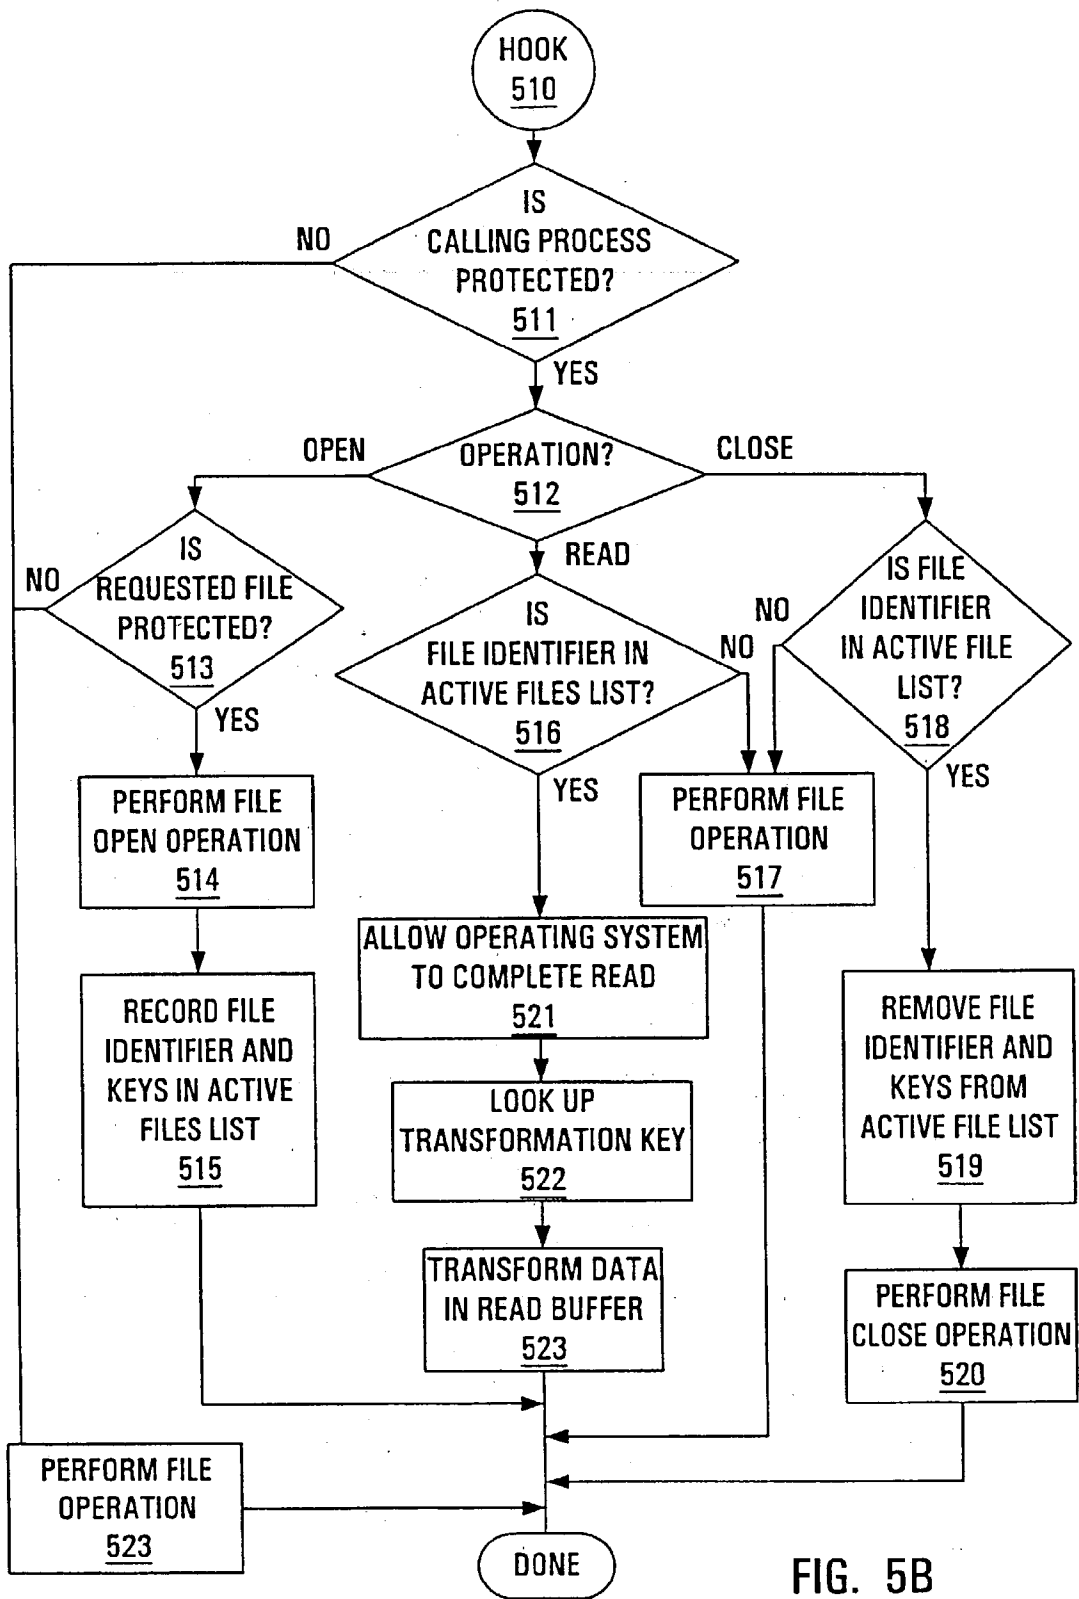 HOOK
510
IS
CALLING PROCESS
PROTECTED?
511
NO
YES
OPERATION?
512
OPEN
CLOSE
READ
IS
REQUESTED FILE
PROTECTED?
513
NO
YES
IS
FILE IDENTIFIER IN
ACTIVE FILES LIST?
516
NO
YES
IS FILE
IDENTIFIER
IN ACTIVE FILE
LIST?
518
NO
YES
PERFORM FILE
OPEN OPERATION
514
PERFORM FILE
OPERATION
517
ALLOW OPERATING SYSTEM
TO COMPLETE READ
521
RECORD FILE
IDENTIFIER AND
KEYS IN ACTIVE
FILES LIST
515
REMOVE FILE
IDENTIFIER AND
KEYS FROM
ACTIVE FILE LIST
519
LOOK UP
TRANSFORMATION KEY
522
TRANSFORM DATA
IN READ BUFFER
523
PERFORM FILE
CLOSE OPERATION
520
PERFORM FILE
OPERATION
523
DONE
FIG. 5B